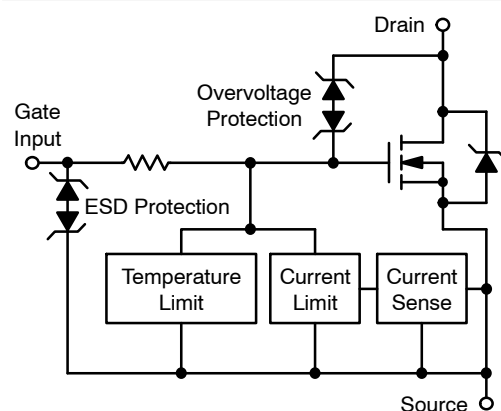 Drain
Overvoltage
Protection
Gate
Input
ESD Protection
Temperature
Limit
Current
Limit
Current
Sense
Source